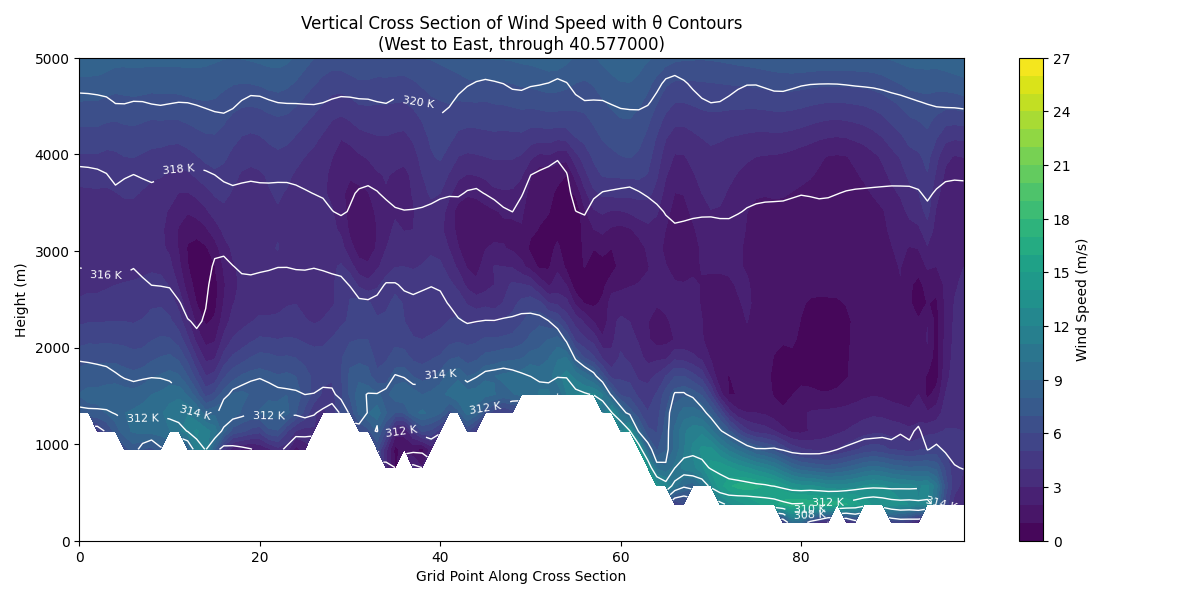 Vertical Cross Section of Wind Speed with θ Contours
(West to East, through 40.577000)
5000
4000
3000
2000
1000
0
Height (m)
320 K
318 K
316 K
314 K
314 K
312 K
312 K
312 K
312 K
312 K
314 K
310 K
308 K
0
20
40
60
80
Grid Point Along Cross Section
27
24
21
18
15
12
9
6
3
0
Wind Speed (m/s)